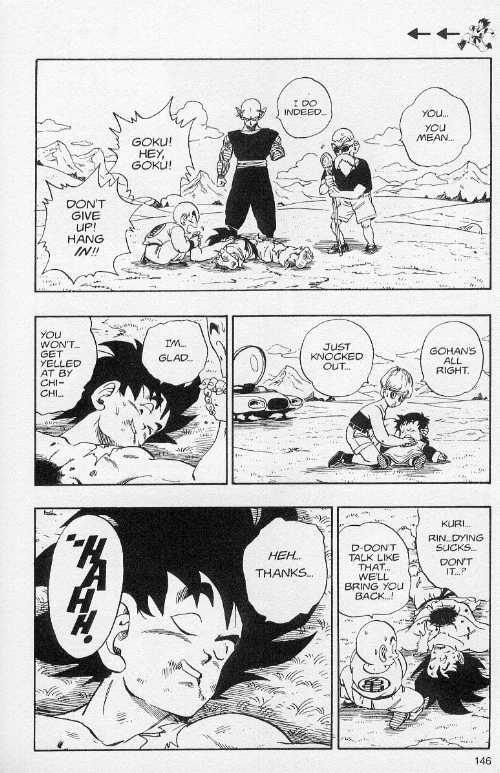 YOU...
YOU
MEAN...
I DO
INDEED...
GOKU!
HEY,
GOKU!
DON'T
GIVE
UP!
HANG
IN!!
GOHAN'S
ALL
RIGHT.
JUST
KNOCKED
OUT...
I'M...
GLAD...
YOU
WON'T...
GET
YELLED
AT BY
CHI-
CHI...
KURI...
RIN...DYING
SUCKS...
DON'T
IT...?
D-DON'T
TALK LIKE
THAT...
WE'LL
BRING YOU
BACK...!
亀
HEH...
THANKS...
"HAHH.
146